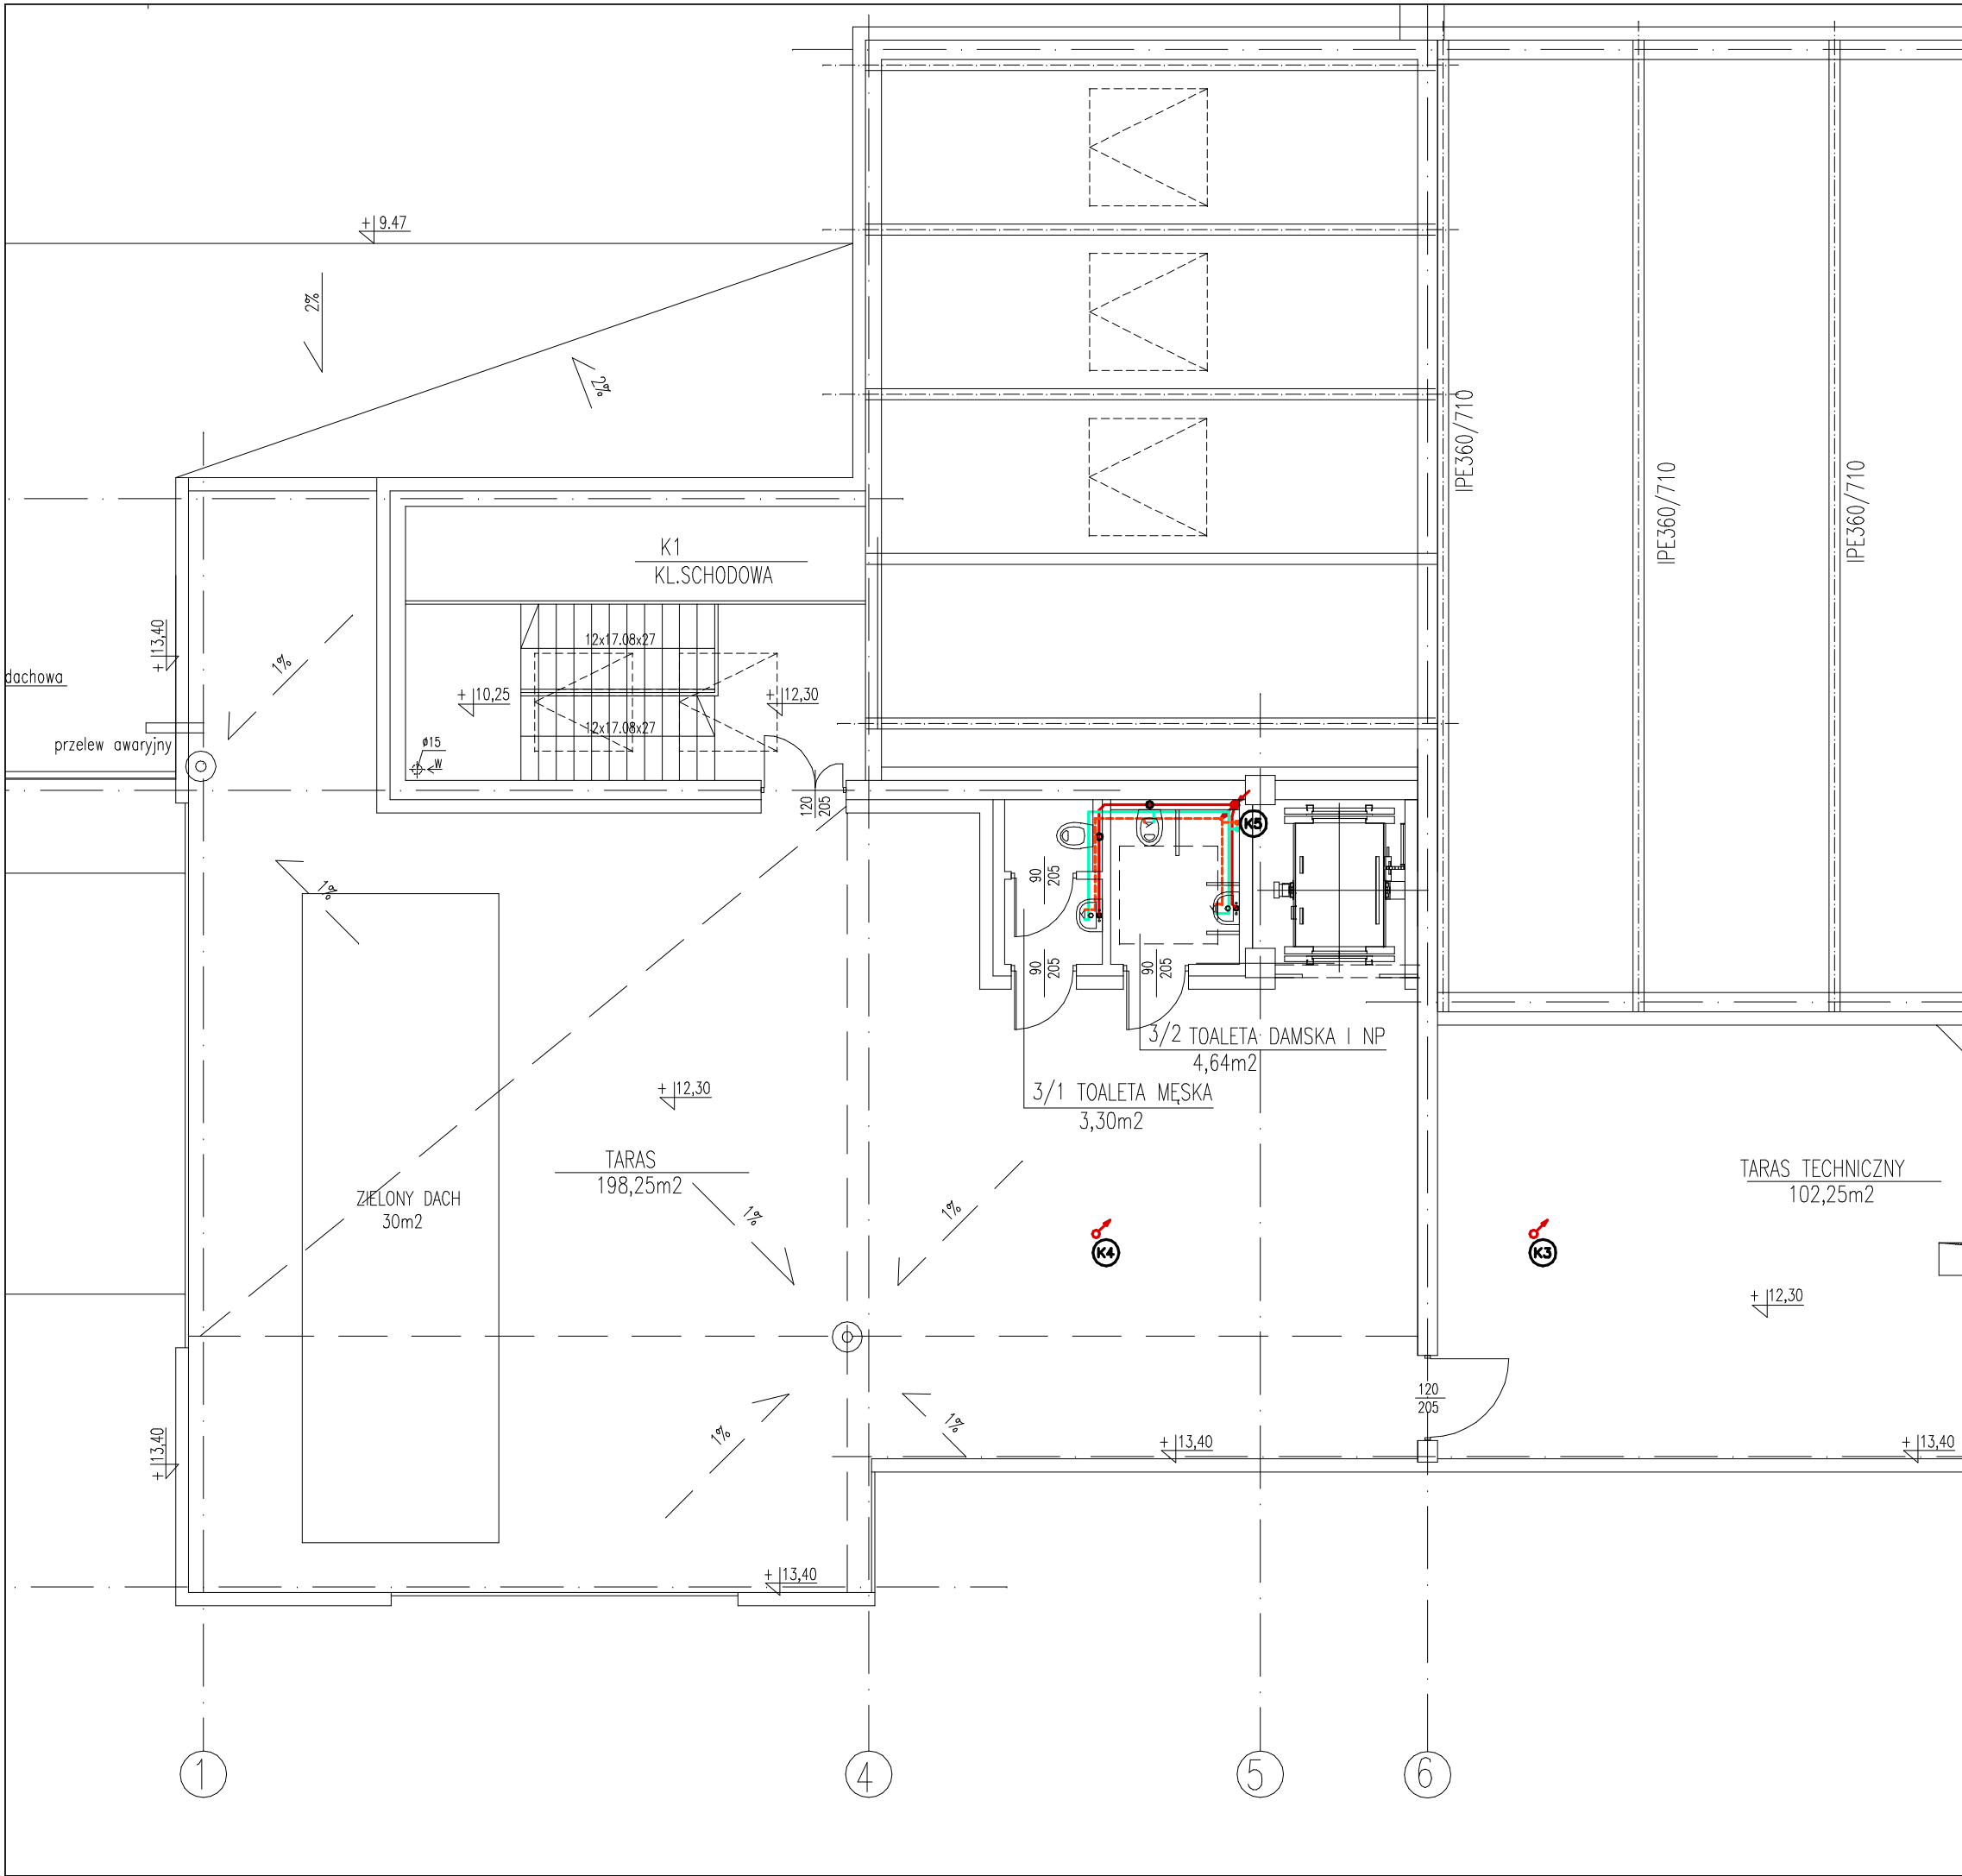 +9.47
2%
2%
IPE360/710
IPE360/710
IPE360/710
K1
KL.SCHODOWA
+13,40
1%
12x17.08x27
dachowa
+10,25
+12,30
12x17.08x27
przelew awaryjny
ø15
W
120
205
K5
1%
90
205
90
205
90
205
3/2 TOALETA DAMSKA I NP
4,64m2
+12,30
3/1 TOALETA MĘSKA
3,30m2
TARAS
198,25m2
TARAS TECHNICZNY
102,25m2
ZIELONY DACH
30m2
1%
1%
K4
K3
+12,30
120
205
1%
1%
+13,40
+13,40
+13,40
+13,40
1
4
5
6